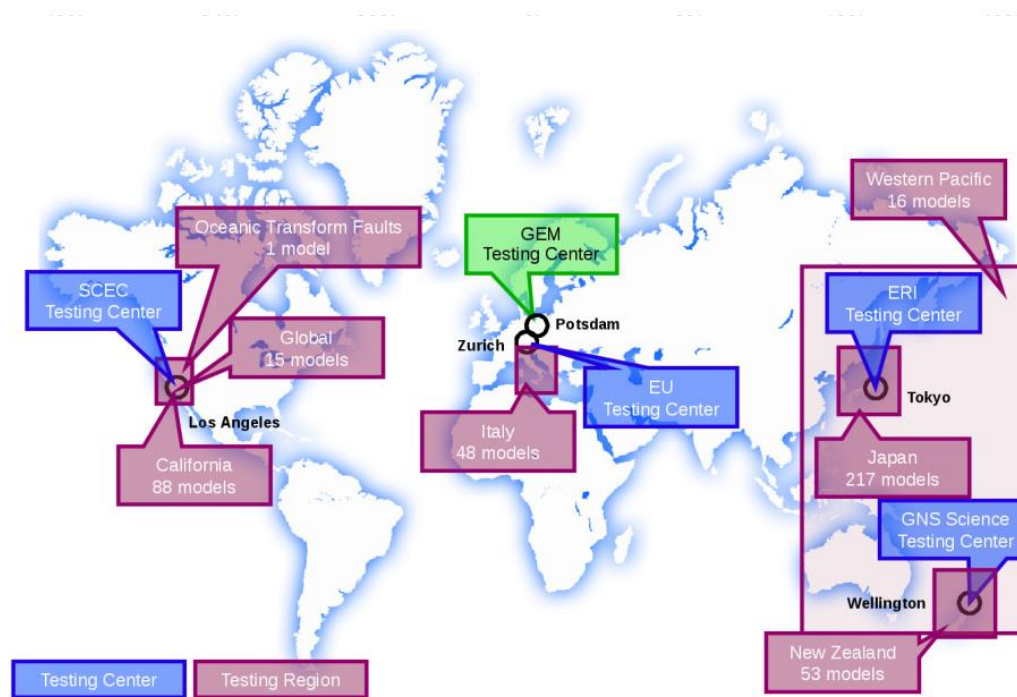 Western Pacific
16 models
Oceanic Transform Faults
1 model
GEM
Testing Center
SCEC
Testing Center
ERI
Testing Center
Global
15 models
Potsdam
Zurich
EU
Testing Center
Tokyo
Los Angeles
Italy
48 models
California
88 models
Japan
217 models
GNS Science
Testing Center
Wellington
New Zealand
53 models
Testing Center
Testing Region